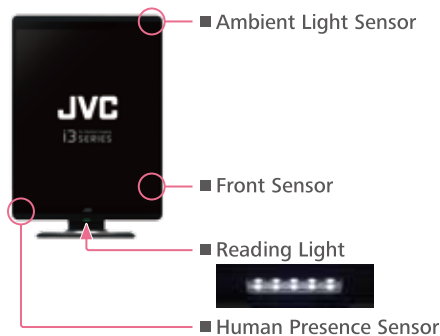 Ambient Light Sensor
JVC
i3 SERIES
Front Sensor
Reading Light
Human Presence Sensor